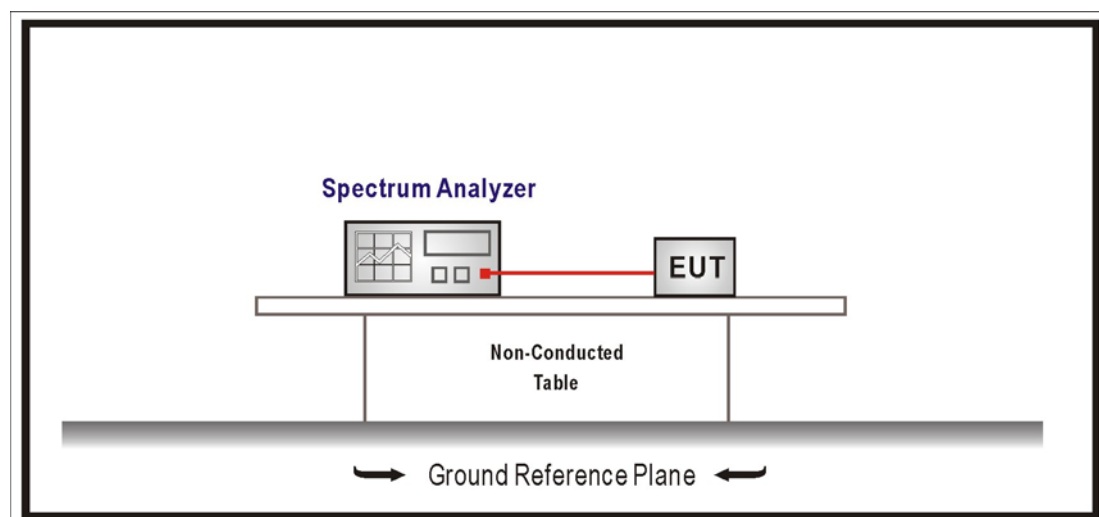 Spectrum Analyzer
EUT
Non-Conducted
Table
Ground Reference Plane